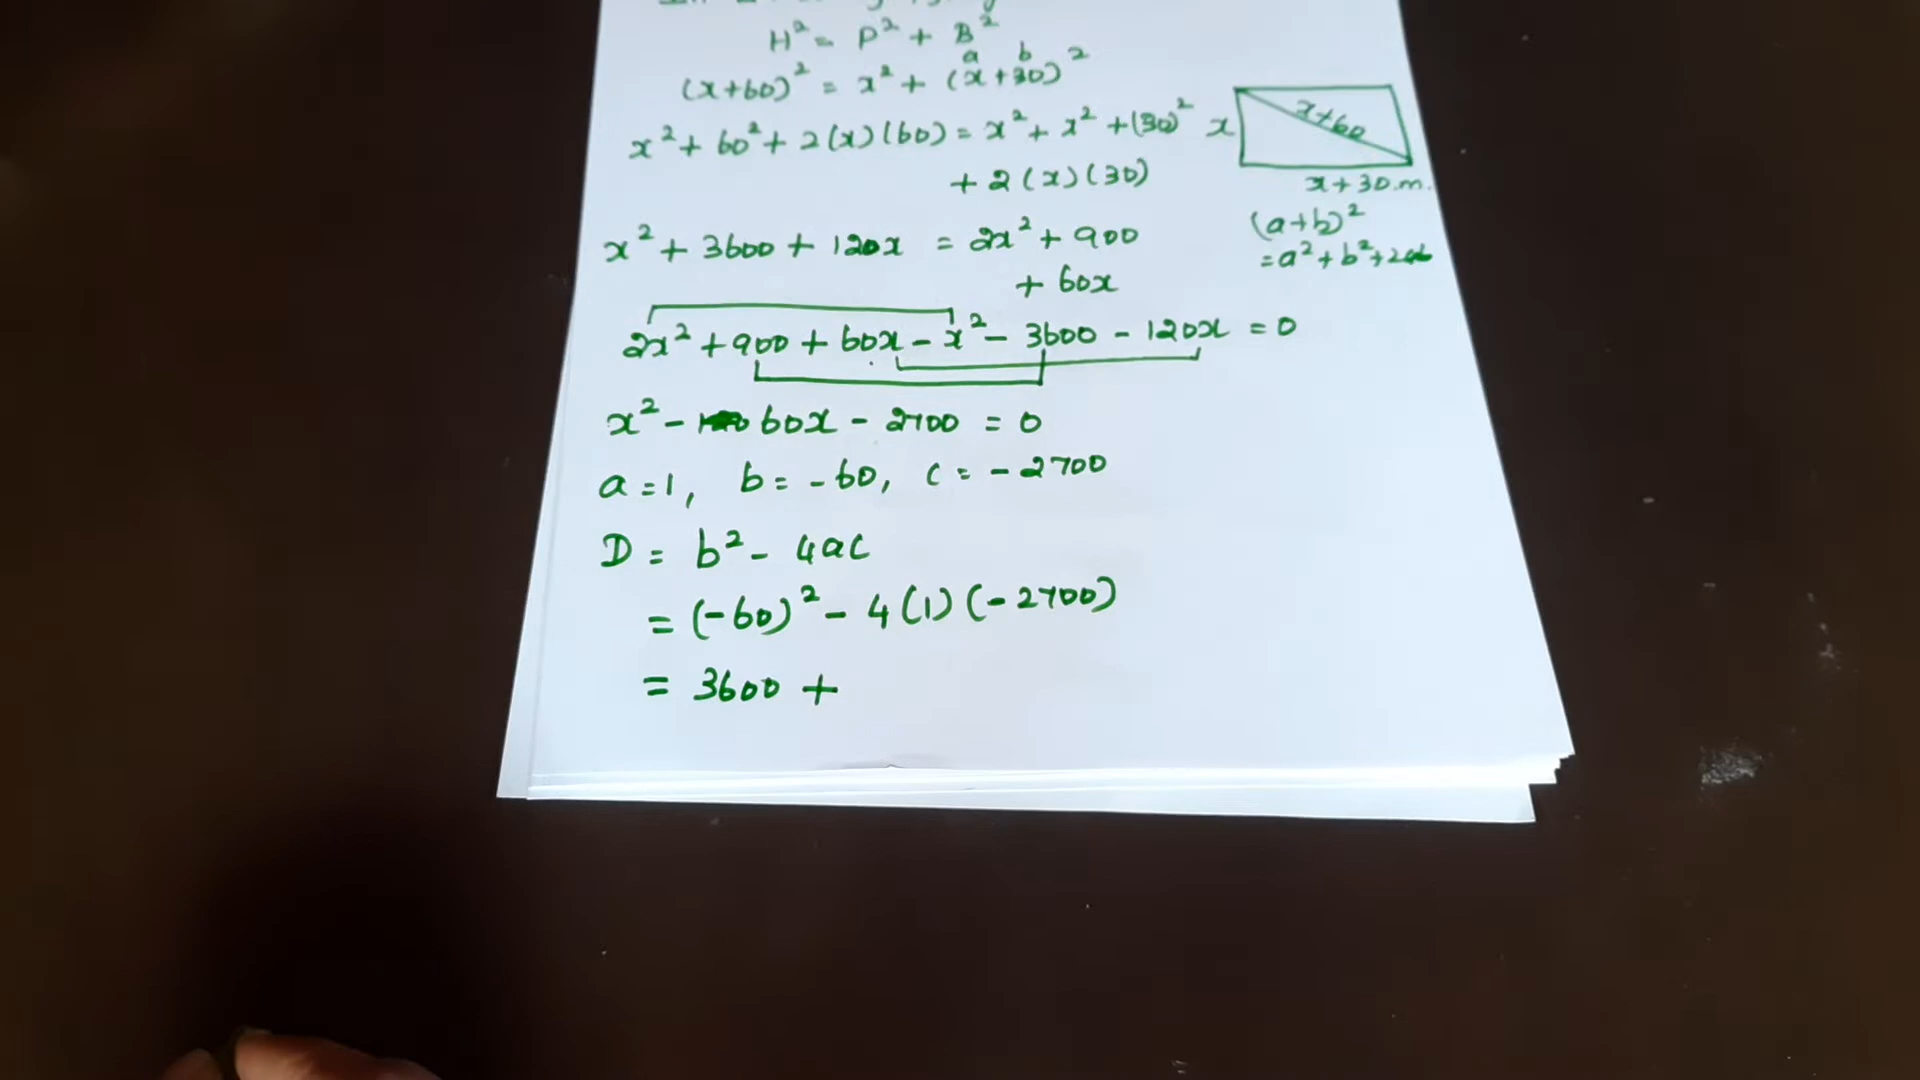 H² = P² + B²
a b
(x+60)² = x² + (x+30)²
x² + 60² + 2(x)(60) = x² + x² + (30)²
+ 2(x)(30)
x
x+60
x+30.m.
(a+b)²
= a² + b² + 2ab
x² + 3600 + 120x = 2x² + 900
+ 60x
2x² + 900 + 60x - x² - 3600 - 120x = 0
x² - 60x - 2700 = 0
a = 1, b = -60, c = -2700
D = b² - 4ac
= (-60)² - 4(1)(-2700)
= 3600 +